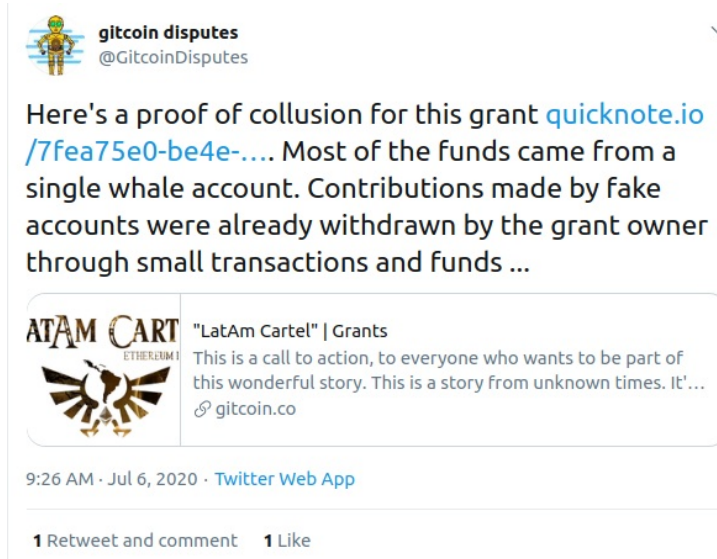 gitcoin disputes
@GitcoinDisputes
Here's a proof of collusion for this grant quicknote.io
/7fea75e0-be4e-.... Most of the funds came from a
single whale account. Contributions made by fake
accounts were already withdrawn by the grant owner
through small transactions and funds ...
ATAM CART
ETHEREUM
"LatAm Cartel" | Grants
This is a call to action, to everyone who wants to be part of
this wonderful story. This is a story from unknown times. It'...
gitcoin.co
9:26 AM · Jul 6, 2020 · Twitter Web App
1 Retweet and comment 1 Like